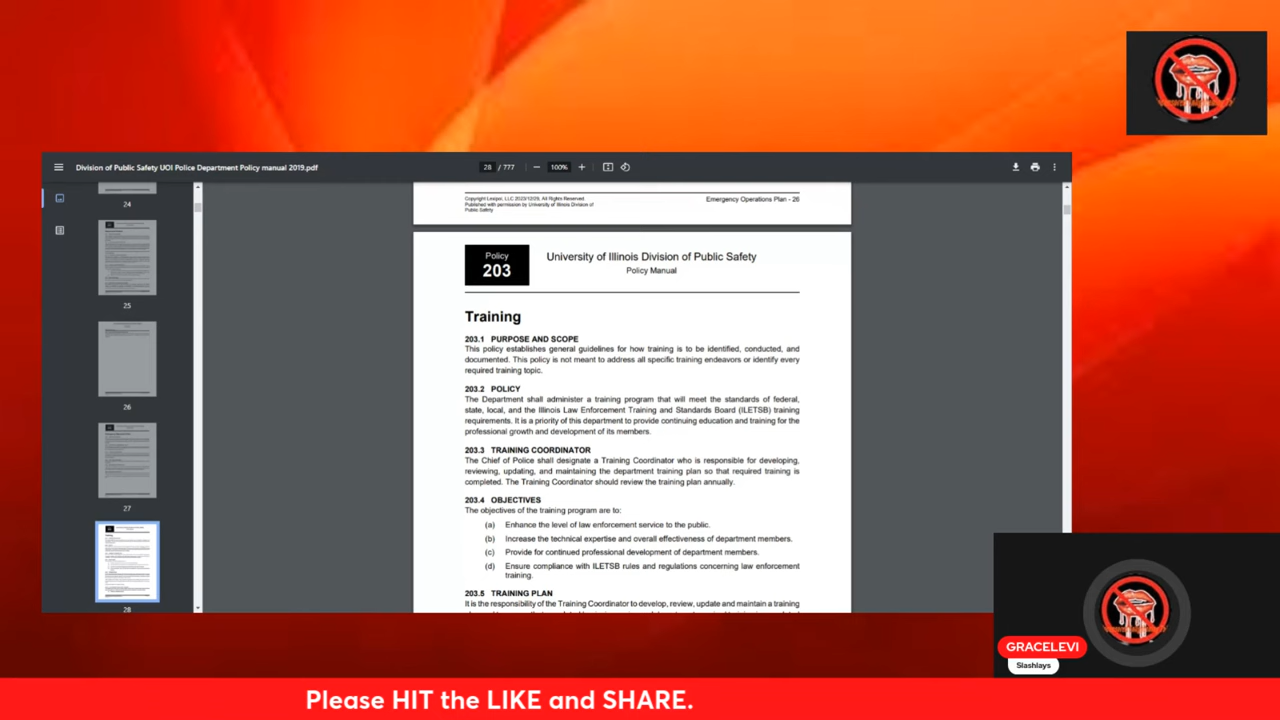 Division of Public Safety UOI Police Department Policy manual 2019.pdf
28 / 777
100%
24
25
26
27
28
Copyright Lexipol, LLC 2023/12/29, All Rights Reserved.
Published with permission by University of Illinois Division of
Public Safety
Emergency Operations Plan - 26
Policy
203
University of Illinois Division of Public Safety
Policy Manual
Training
203.1 PURPOSE AND SCOPE
This policy establishes general guidelines for how training is to be identified, conducted, and
documented. This policy is not meant to address all specific training endeavors or identify every
required training topic.
203.2 POLICY
The Department shall administer a training program that will meet the standards of federal,
state, local, and the Illinois Law Enforcement Training and Standards Board (ILETSB) training
requirements. It is a priority of this department to provide continuing education and training for the
professional growth and development of its members.
203.3 TRAINING COORDINATOR
The Chief of Police shall designate a Training Coordinator who is responsible for developing,
reviewing, updating, and maintaining the department training plan so that required training is
completed. The Training Coordinator should review the training plan annually.
203.4 OBJECTIVES
The objectives of the training program are to:
(a) Enhance the level of law enforcement service to the public.
(b) Increase the technical expertise and overall effectiveness of department members.
(c) Provide for continued professional development of department members.
(d) Ensure compliance with ILETSB rules and regulations concerning law enforcement
training.
203.5 TRAINING PLAN
It is the responsibility of the Training Coordinator to develop, review, update and maintain a training
GRACELEVI
Slashlays
Please HIT the LIKE and SHARE.